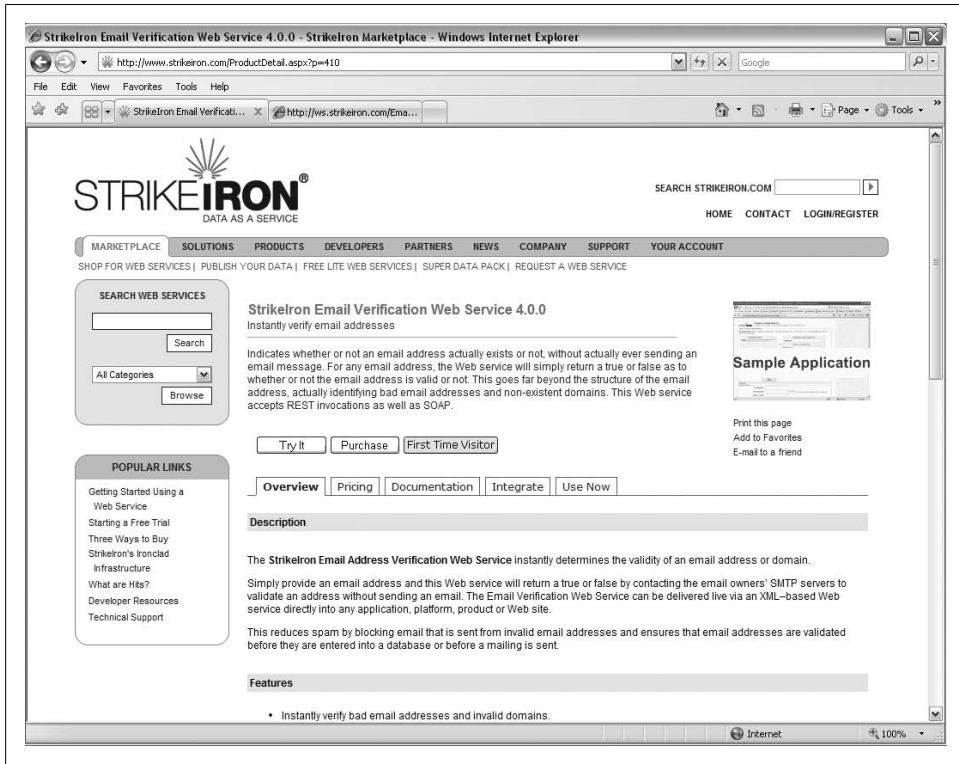 StrikeIron Email Verification Web Service 4.0.0 - StrikeIron Marketplace - Windows Internet Explorer
http://www.strikeiron.com/ProductDetail.aspx?p=410
Google
File Edit View Favorites Tools Help
StrikeIron Email Verificati...
http://ws.strikeiron.com/Ema...
Page
Tools
STRIKEIRON®
DATA AS A SERVICE
SEARCH STRIKEIRON.COM
HOME CONTACT LOGIN/REGISTER
MARKETPLACE SOLUTIONS PRODUCTS DEVELOPERS PARTNERS NEWS COMPANY SUPPORT YOUR ACCOUNT
SHOP FOR WEB SERVICES | PUBLISH YOUR DATA | FREE LITE WEB SERVICES | SUPER DATA PACK | REQUEST A WEB SERVICE
SEARCH WEB SERVICES
Search
All Categories
Browse
POPULAR LINKS
Getting Started Using a
Web Service
Starting a Free Trial
Three Ways to Buy
StrikeIron's Ironclad
Infrastructure
What are Hits?
Developer Resources
Technical Support
StrikeIron Email Verification Web Service 4.0.0
Instantly verify email addresses
Indicates whether or not an email address actually exists or not, without actually ever sending an
email message. For any email address, the Web service will simply return a true or false as to
whether or not the email address is valid or not. This goes far beyond the structure of the email
address, actually identifying bad email addresses and non-existent domains. This Web service
accepts REST invocations as well as SOAP.
Try It Purchase First Time Visitor
Sample Application
Print this page
Add to Favorites
E-mail to a friend
Overview Pricing Documentation Integrate Use Now
Description
The StrikeIron Email Address Verification Web Service instantly determines the validity of an email address or domain.
Simply provide an email address and this Web service will return a true or false by contacting the email owners' SMTP servers to
validate an address without sending an email. The Email Verification Web Service can be delivered live via an XML–based Web
service directly into any application, platform, product or Web site.
This reduces spam by blocking email that is sent from invalid email addresses and ensures that email addresses are validated
before they are entered into a database or before a mailing is sent.
Features
• Instantly verify bad email addresses and invalid domains.
Internet
100%